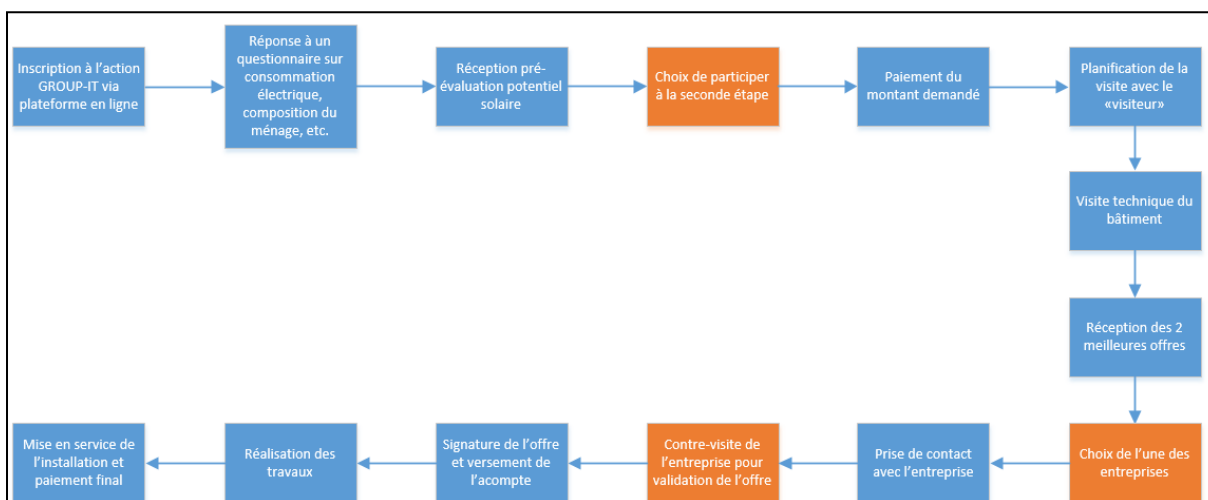 Inscription à l'action
GROUP-IT via
plateforme en ligne
Réponse à un
questionnaire sur
consommation
électrique,
composition du
ménage, etc.
Réception pré-
évaluation potentiel
solaire
Choix de participer
à la seconde étape
Paiement du
montant demandé
Planification de la
visite avec le
«visiteur»
Visite technique du
bâtiment
Réception des 2
meilleures offres
Choix de l'une des
entreprises
Prise de contact
avec l'entreprise
Contre-visite de
l'entreprise pour
validation de l'offre
Signature de l'offre
et versement de
l'acompte
Réalisation des
travaux
Mise en service de
l'installation et
paiement final